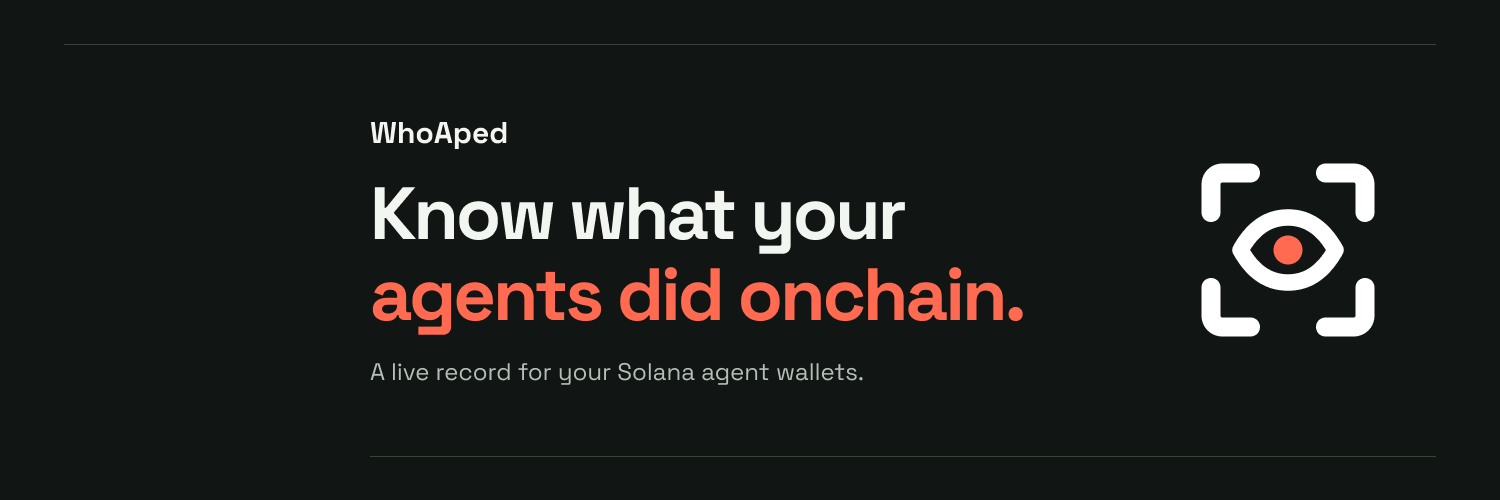 WhoAped
Know what your
agents did onchain.
A live record for your Solana agent wallets.